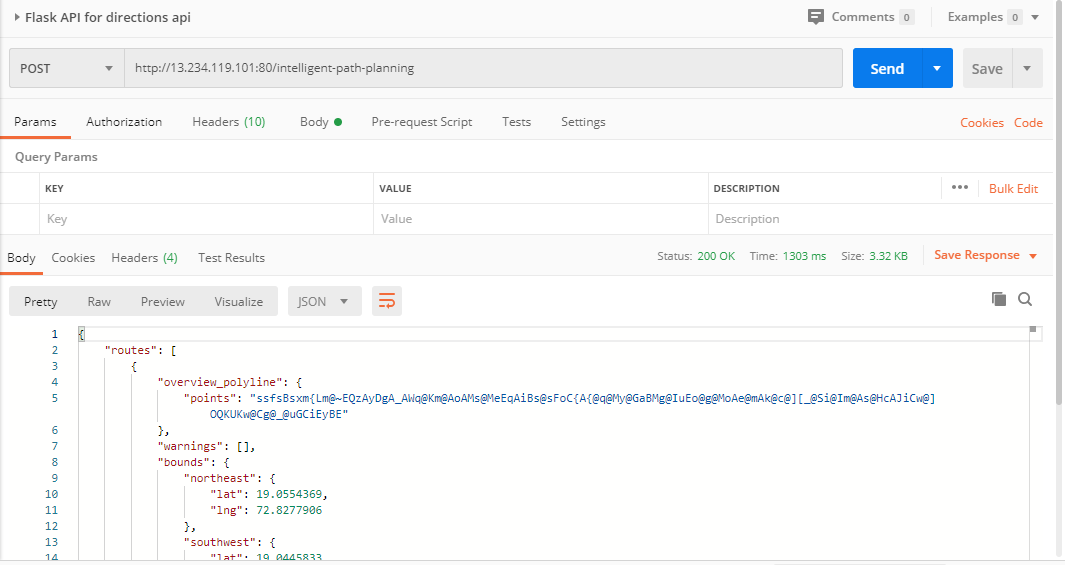 Flask API for directions api
Comments 0
Examples 0
POST
http://13.234.119.101:80/intelligent-path-planning
Send
Save
Params
Authorization
Headers (10)
Body
Pre-request Script
Tests
Settings
Cookies Code
Query Params
KEY VALUE DESCRIPTION ••• Bulk Edit
Key Value Description
Body Cookies Headers (4) Test Results
Status: 200 OK Time: 1303 ms Size: 3.32 KB
Save Response
Pretty Raw Preview Visualize JSON
1 {
2 "routes": [
3 {
4 "overview_polyline": {
5 "points": "ssfsBsxm{Lm@~EQzAyDgA_AWq@Km@AoAMs@MeEqAiBs@sFoC{A{@q@My@GaBMg@IuEo@g@MoAe@mAk@c@][_@Si@Im@As@HcAJiCw@]
OQKUKw@Cg@_@uGCiEyBE"
6 },
7 "warnings": [],
8 "bounds": {
9 "northeast": {
10 "lat": 19.0554369,
11 "lng": 72.8277906
12 },
13 "southwest": {
14 "lat": 19.0445833